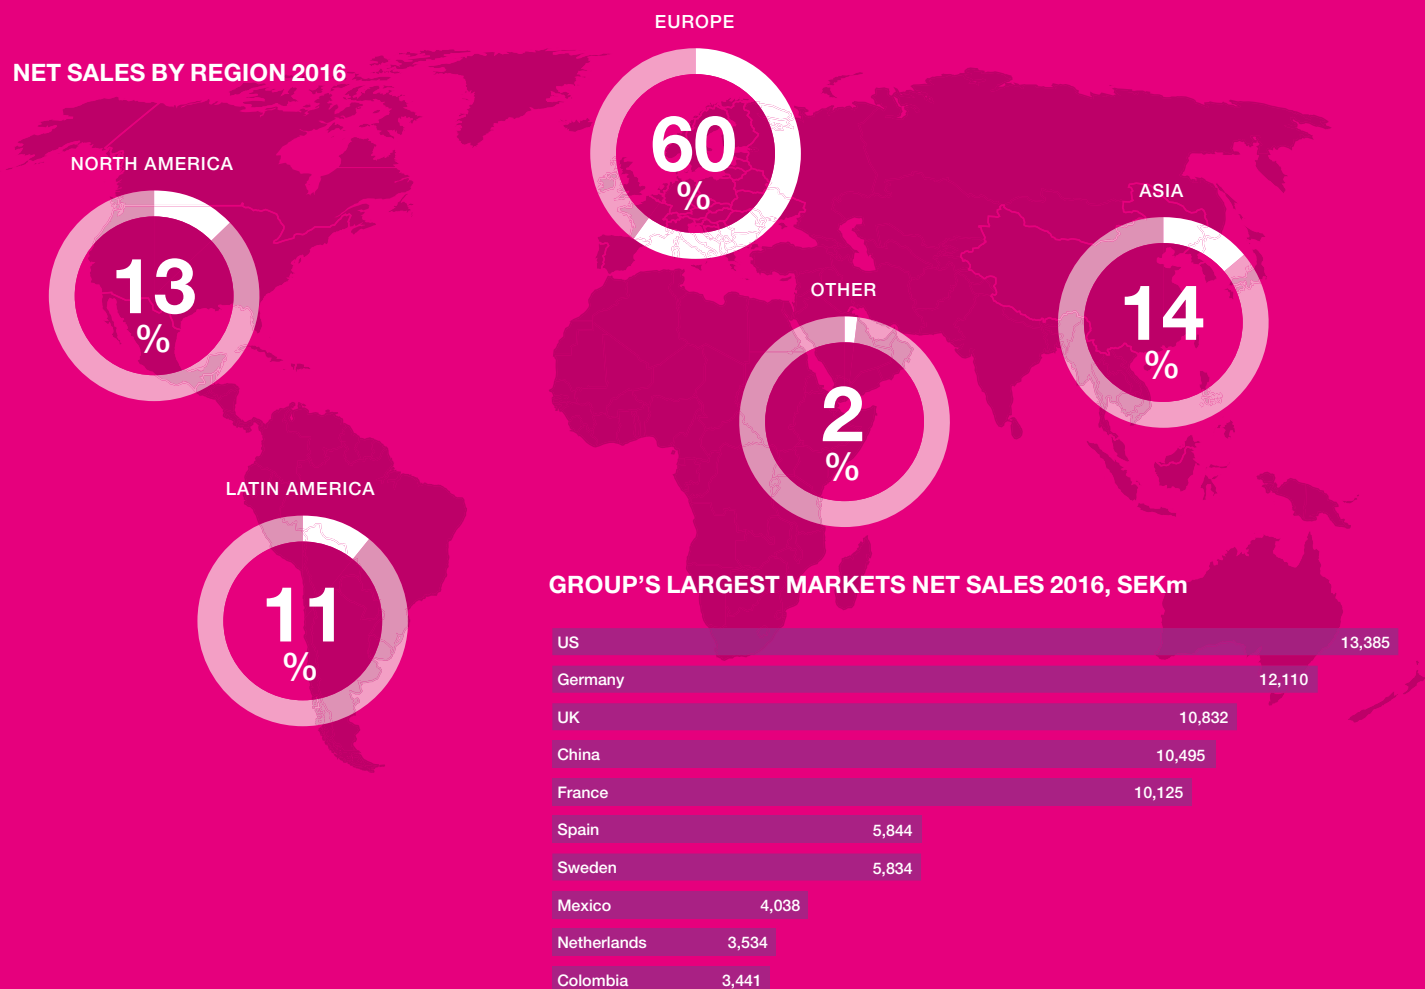 EUROPE
NET SALES BY REGION 2016
60
%
NORTH AMERICA
13
%
ASIA
14
%
OTHER
2
%
LATIN AMERICA
11
%
GROUP’S LARGEST MARKETS NET SALES 2016, SEKm
US 13,385
Germany 12,110
UK 10,832
China 10,495
France 10,125
Spain 5,844
Sweden 5,834
Mexico 4,038
Netherlands 3,534
Colombia 3,441